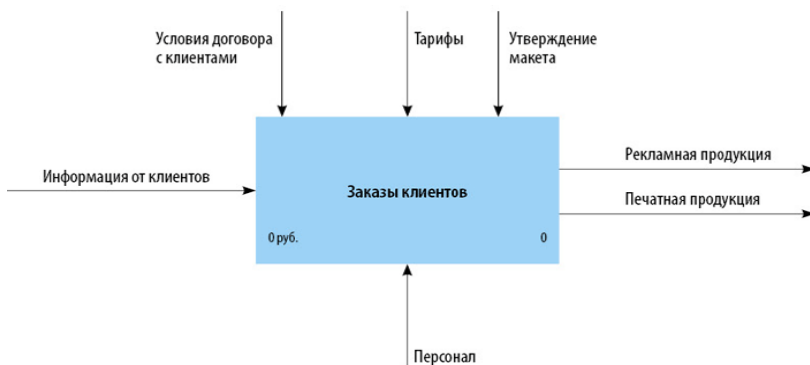 Условия договора
с клиентами
Тарифы
Утверждение
макета
Информация от клиентов
Заказы клиентов
0 руб.
0
Рекламная продукция
Печатная продукция
Персонал